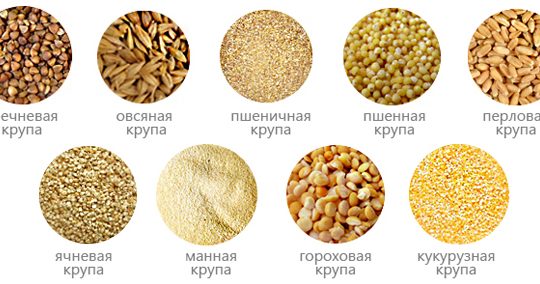 ечневая
крупа
овсяная
крупа
пшеничная
крупа
пшенная
крупа
перлова
крупа
ячневая
крупа
манная
крупа
гороховая
крупа
кукурузная
крупа